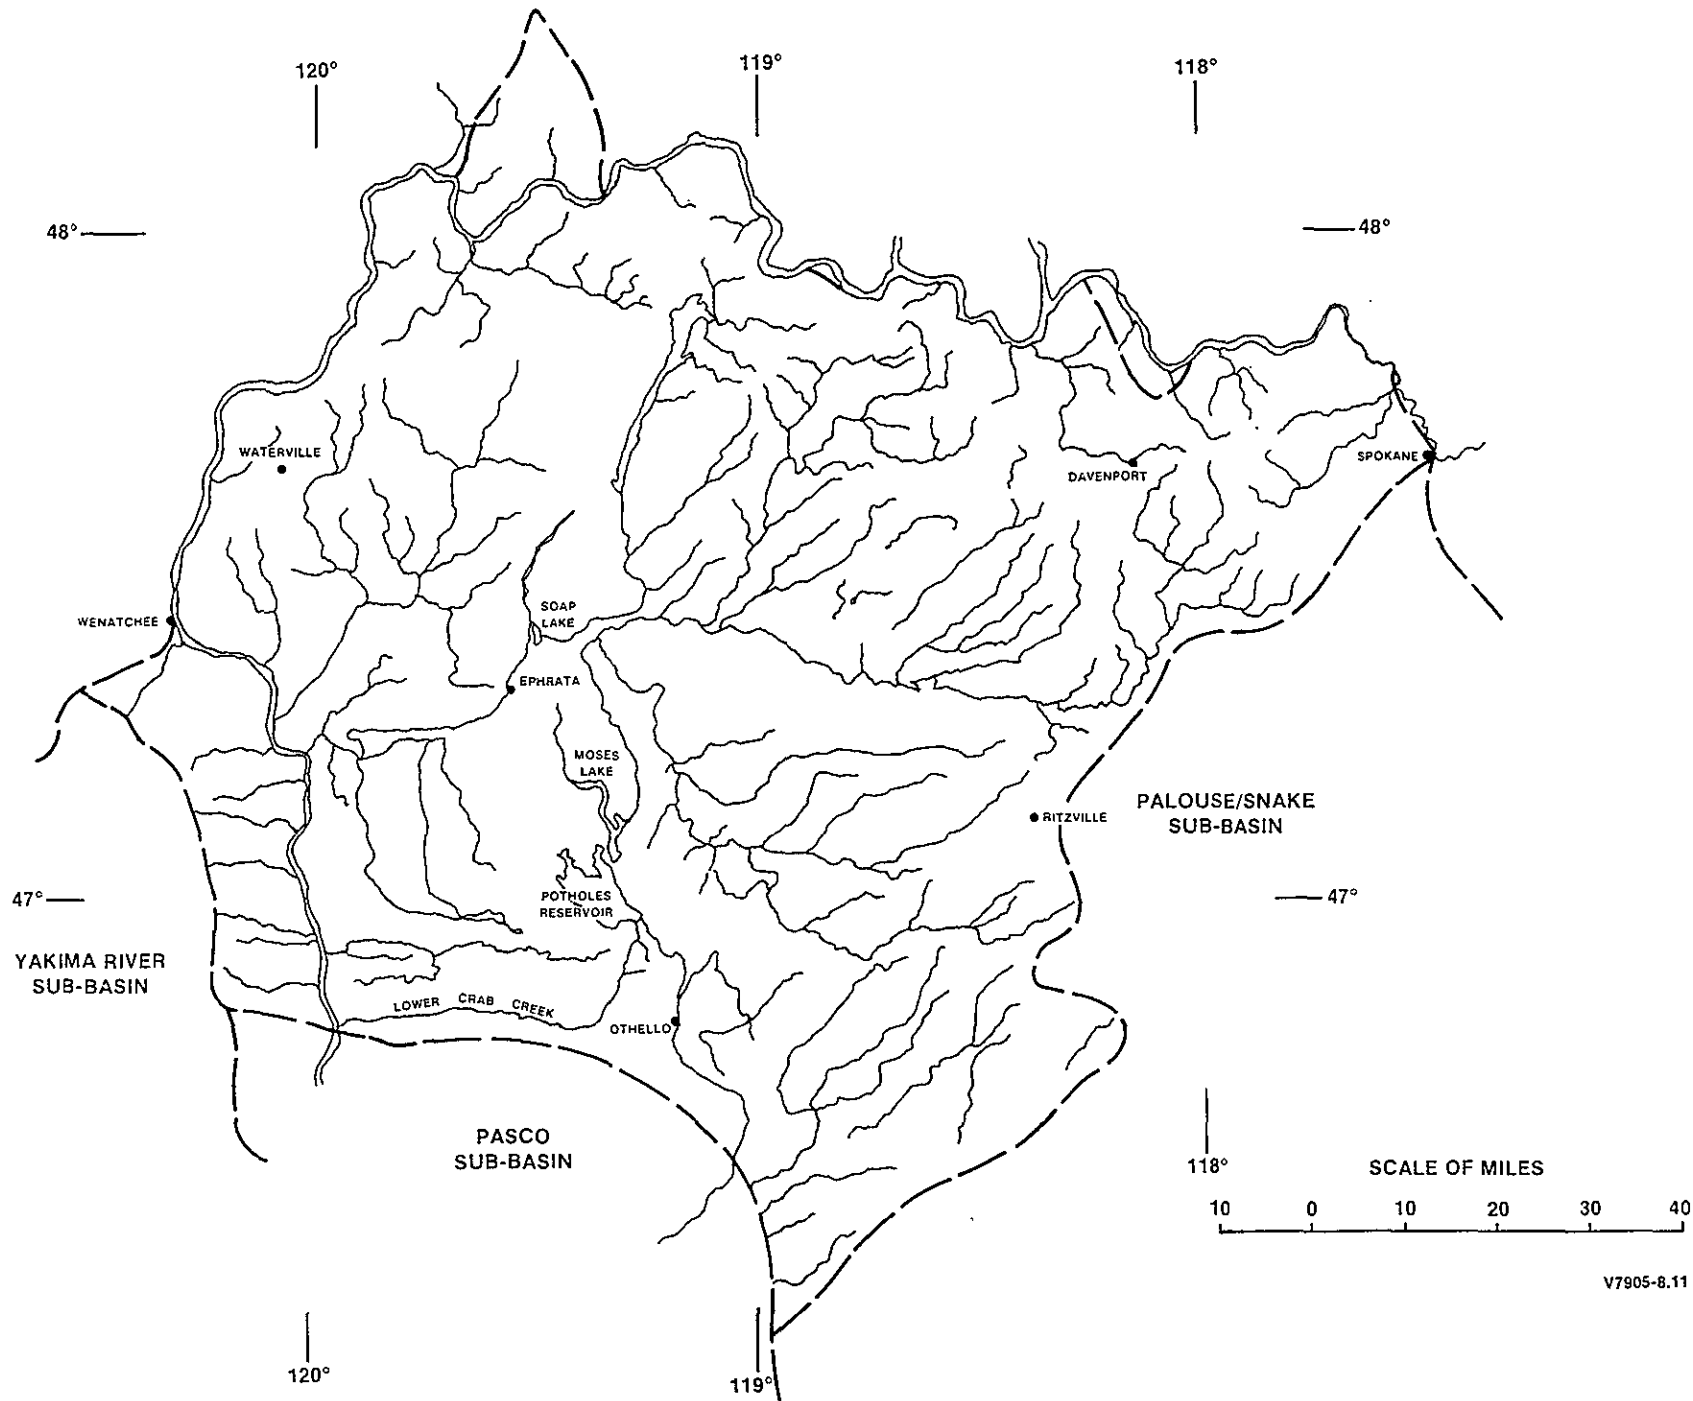 120°
119°
118°
48°
48°
WATERVILLE
SPOKANE
DAVENPORT
SOAP
LAKE
WENATCHEE
EPHRATA
MOSES
LAKE
PALOUSE/SNAKE
SUB-BASIN
RITZVILLE
47°
POTHOLES
RESERVOIR
47°
YAKIMA RIVER
SUB-BASIN
LOWER CRAB CREEK
OTHELLO
PASCO
SUB-BASIN
118°
SCALE OF MILES
10 0 10 20 30 40
V7905-8.11
120°
119°